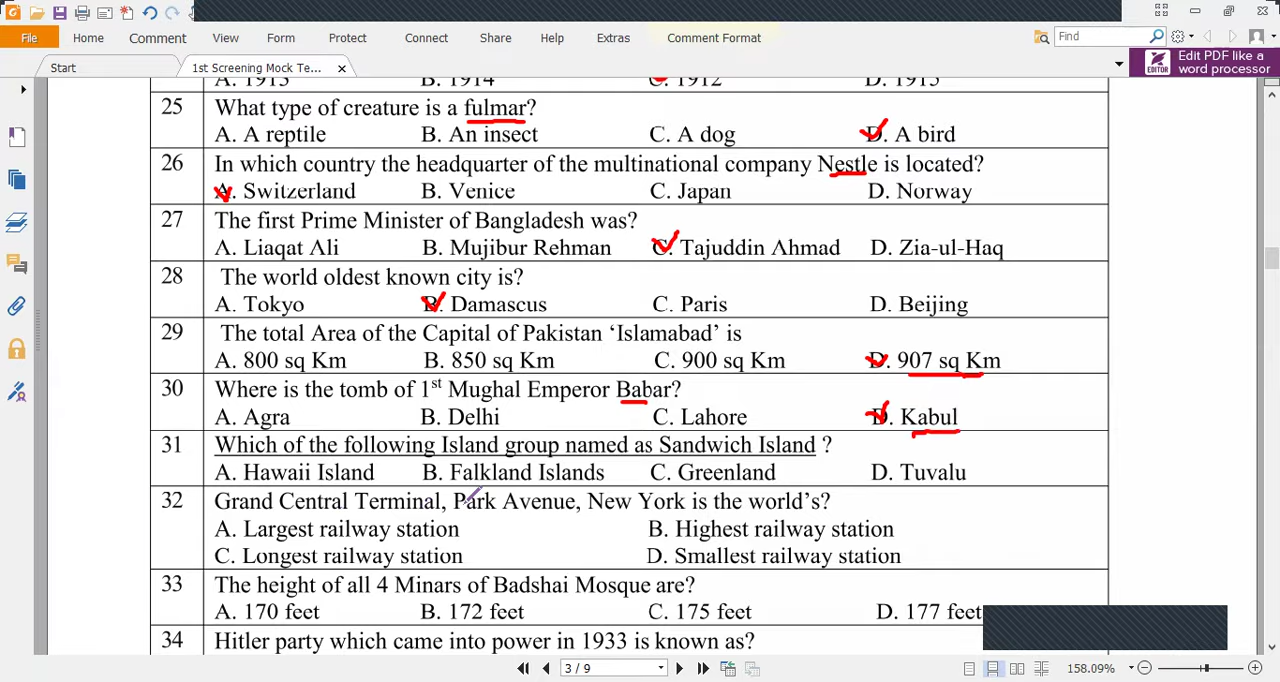 File Home Comment View Form Protect Connect Share Help Extras Comment Format Find
Start 1st Screening Mock Te... Edit PDF like a
word processor
EDITOR
A. 1913 B. 1914 C. 1912 D. 1915
25 What type of creature is a fulmar?
A. A reptile B. An insect C. A dog D. A bird
26 In which country the headquarter of the multinational company Nestle is located?
A. Switzerland B. Venice C. Japan D. Norway
27 The first Prime Minister of Bangladesh was?
A. Liaqat Ali B. Mujibur Rehman C. Tajuddin Ahmad D. Zia-ul-Haq
28 The world oldest known city is?
A. Tokyo B. Damascus C. Paris D. Beijing
29 The total Area of the Capital of Pakistan ‘Islamabad’ is
A. 800 sq Km B. 850 sq Km C. 900 sq Km D. 907 sq Km
30 Where is the tomb of 1st Mughal Emperor Babar?
A. Agra B. Delhi C. Lahore D. Kabul
31 Which of the following Island group named as Sandwich Island ?
A. Hawaii Island B. Falkland Islands C. Greenland D. Tuvalu
32 Grand Central Terminal, Park Avenue, New York is the world’s?
A. Largest railway station B. Highest railway station
C. Longest railway station D. Smallest railway station
33 The height of all 4 Minars of Badshai Mosque are?
A. 170 feet B. 172 feet C. 175 feet D. 177 feet
34 Hitler party which came into power in 1933 is known as?
3 / 9 158.09%